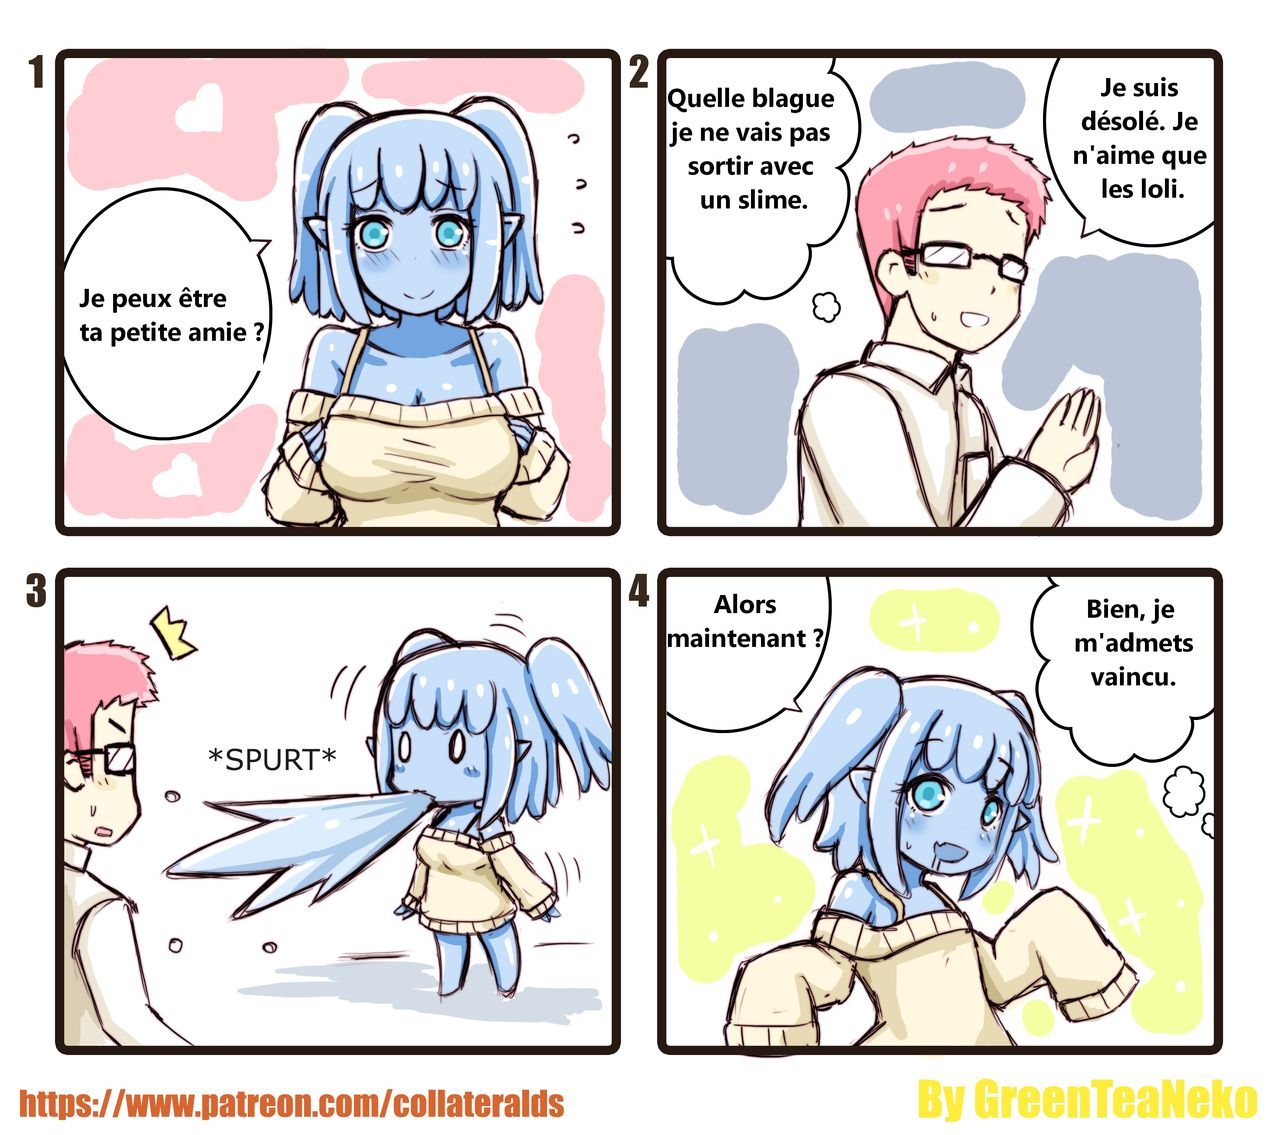 1
Je peux être
ta petite amie ?
2
Quelle blague
je ne vais pas
sortir avec
un slime.
Je suis
désolé. Je
n'aime que
les loli.
3
*SPURT*
4
Alors
maintenant ?
Bien, je
m'admets
vaincu.
https://www.patreon.com/collateralds
By GreenTeaNeko